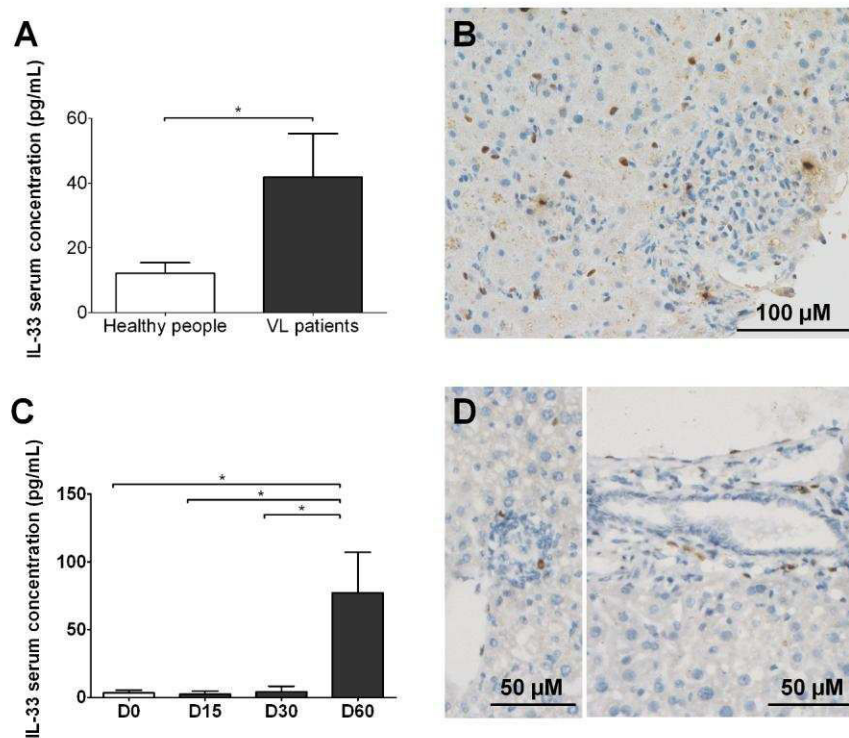 A
IL-33 serum concentration (pg/mL)
60
40
20
0
*
Healthy people
VL patients
B
100 µM
C
IL-33 serum concentration (pg/mL)
150
100
50
0
*
*
*
D0
D15
D30
D60
D
50 µM
50 µM